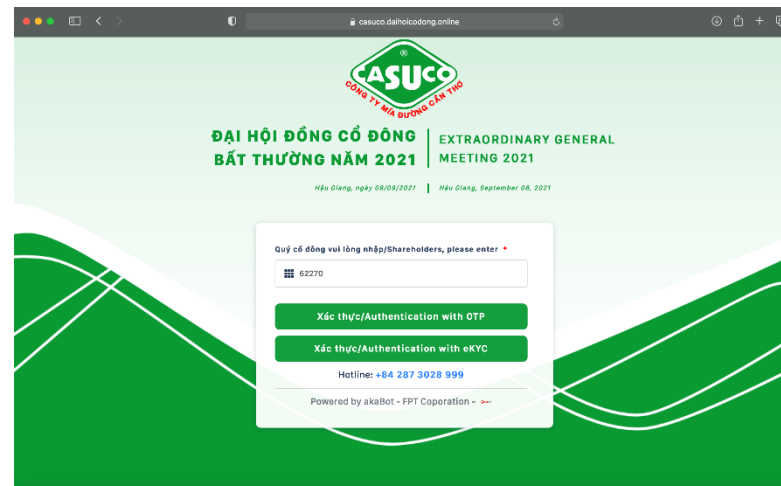 casuco.daihoicodong.online
®
CASUCO
CÔNG TY MÍA ĐƯỜNG CẦN THƠ
ĐẠI HỘI ĐỒNG CỔ ĐÔNG
BẤT THƯỜNG NĂM 2021
EXTRAORDINARY GENERAL
MEETING 2021
Hậu Giang, ngày 08/09/2021
Hậu Giang, September 08, 2021
Quý cổ đông vui lòng nhập/Shareholders, please enter *
62270
Xác thực/Authentication with OTP
Xác thực/Authentication with eKYC
Hotline: +84 287 3028 999
Powered by akaBot - FPT Coporation -